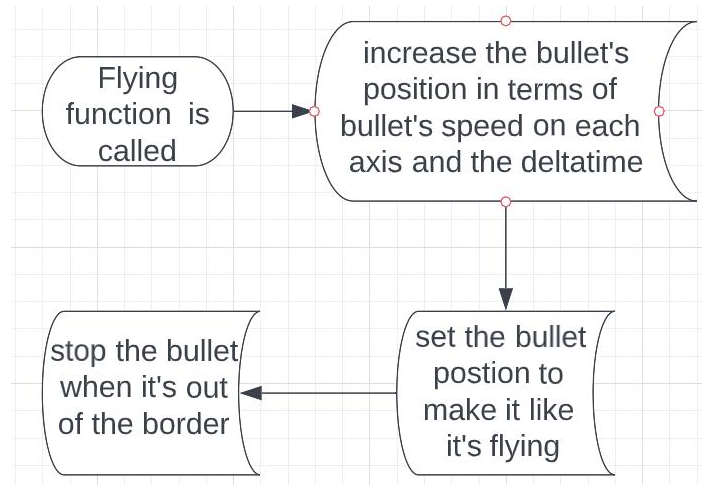 Flying
function is
called
increase the bullet's
position in terms of
bullet's speed on each
axis and the deltatime
set the bullet
postion to
make it like
it's flying
stop the bullet
when it's out
of the border